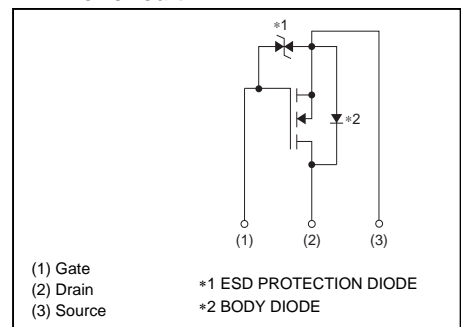 *1
*2
(1) (2) (3)
(1) Gate
(2) Drain
(3) Source
*1 ESD PROTECTION DIODE
*2 BODY DIODE